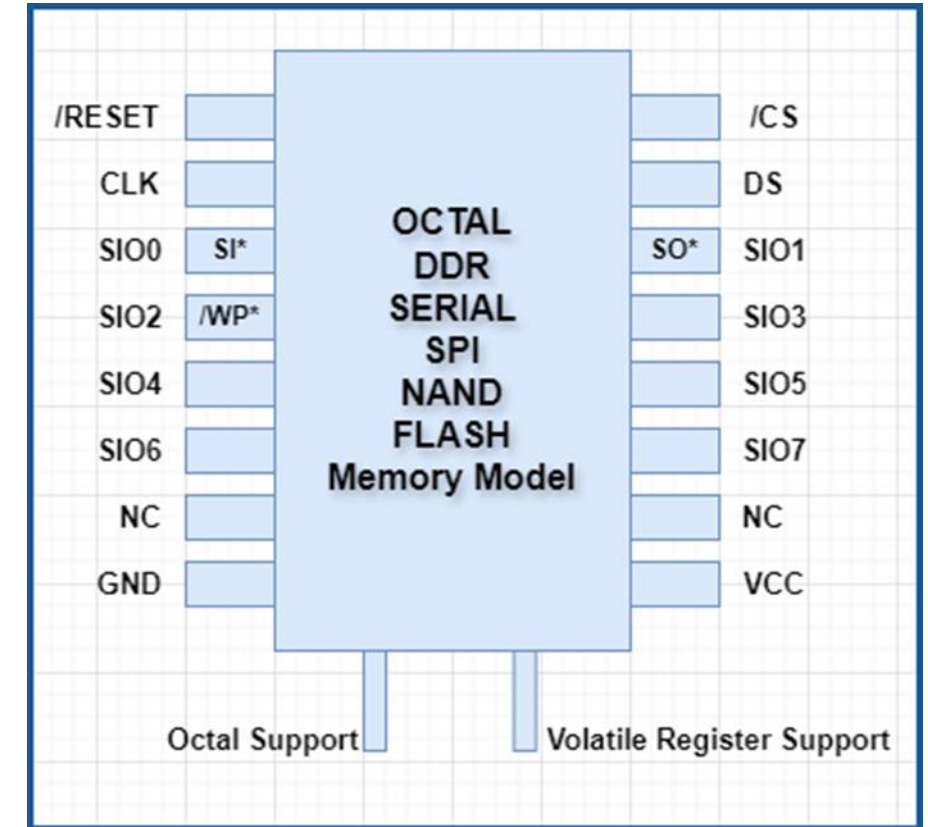 /RESET
/CS
CLK
DS
SIO0
SI*
SO*
SIO1
SIO2
/WP*
SIO3
SIO4
SIO5
SIO6
SIO7
NC
NC
GND
VCC
OCTAL
DDR
SERIAL
SPI
NAND
FLASH
Memory Model
Octal Support
Volatile Register Support